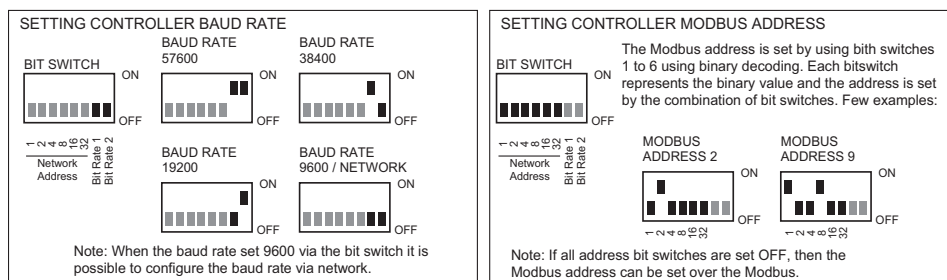 SETTING CONTROLLER BAUD RATE
BIT SWITCH
ON
OFF
1 2 4 8 16 32
Network
Address
Bit Rate 1
Bit Rate 2
BAUD RATE
57600
ON
OFF
BAUD RATE
38400
ON
OFF
BAUD RATE
19200
ON
OFF
BAUD RATE
9600 / NETWORK
ON
OFF
Note: When the baud rate set 9600 via the bit switch it is
possible to configure the baud rate via network.
SETTING CONTROLLER MODBUS ADDRESS
BIT SWITCH
ON
OFF
1 2 4 8 16 32
Network
Address
Bit Rate 1
Bit Rate 2
The Modbus address is set by using bith switches
1 to 6 using binary decoding. Each bitswitch
represents the binary value and the address is set
by the combination of bit switches. Few examples:
MODBUS
ADDRESS 2
ON
OFF
1 2 4 8 16 32
MODBUS
ADDRESS 9
ON
OFF
1 2 4 8 16 32
Note: If all address bit switches are set OFF, then the
Modbus address can be set over the Modbus.